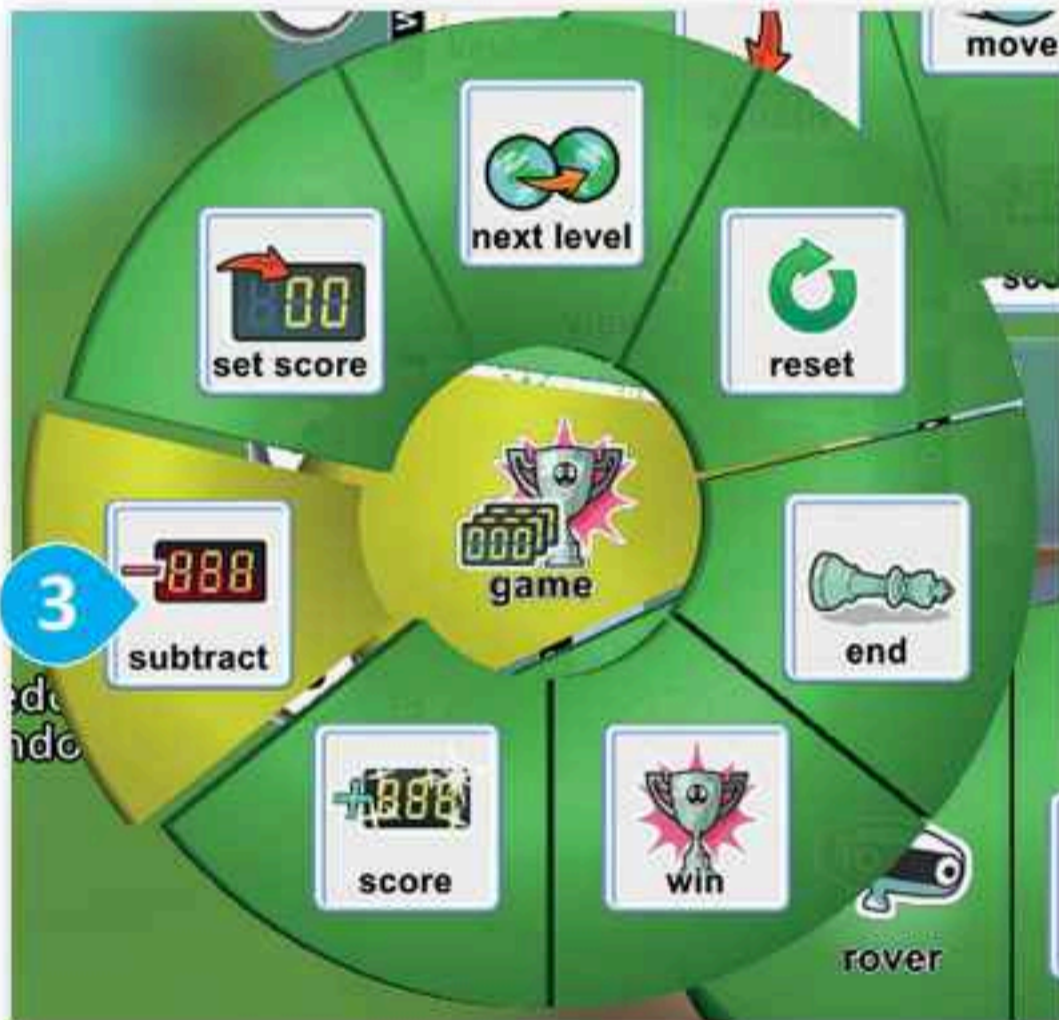 move
next level
set score
reset
game
3
subtract
end
score
win
rover